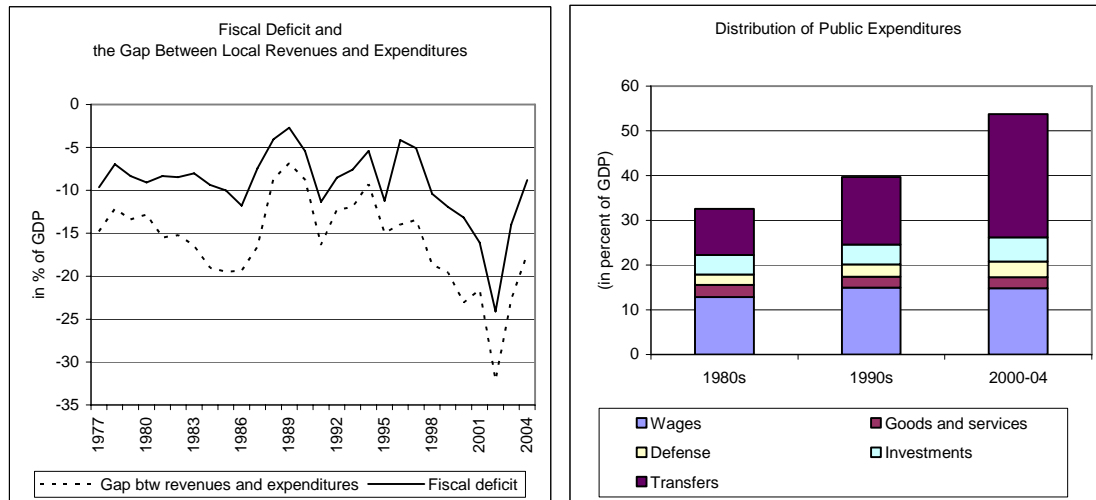 Fiscal Deficit and
the Gap Between Local Revenues and Expenditures
in % of GDP
0
-5
-10
-15
-20
-25
-30
-35
1977
1980
1983
1986
1989
1992
1995
1998
2001
2004
Gap btw revenues and expenditures
Fiscal deficit
Distribution of Public Expenditures
(in percent of GDP)
60
50
40
30
20
10
0
1980s
1990s
2000-04
Wages
Goods and services
Defense
Investments
Transfers